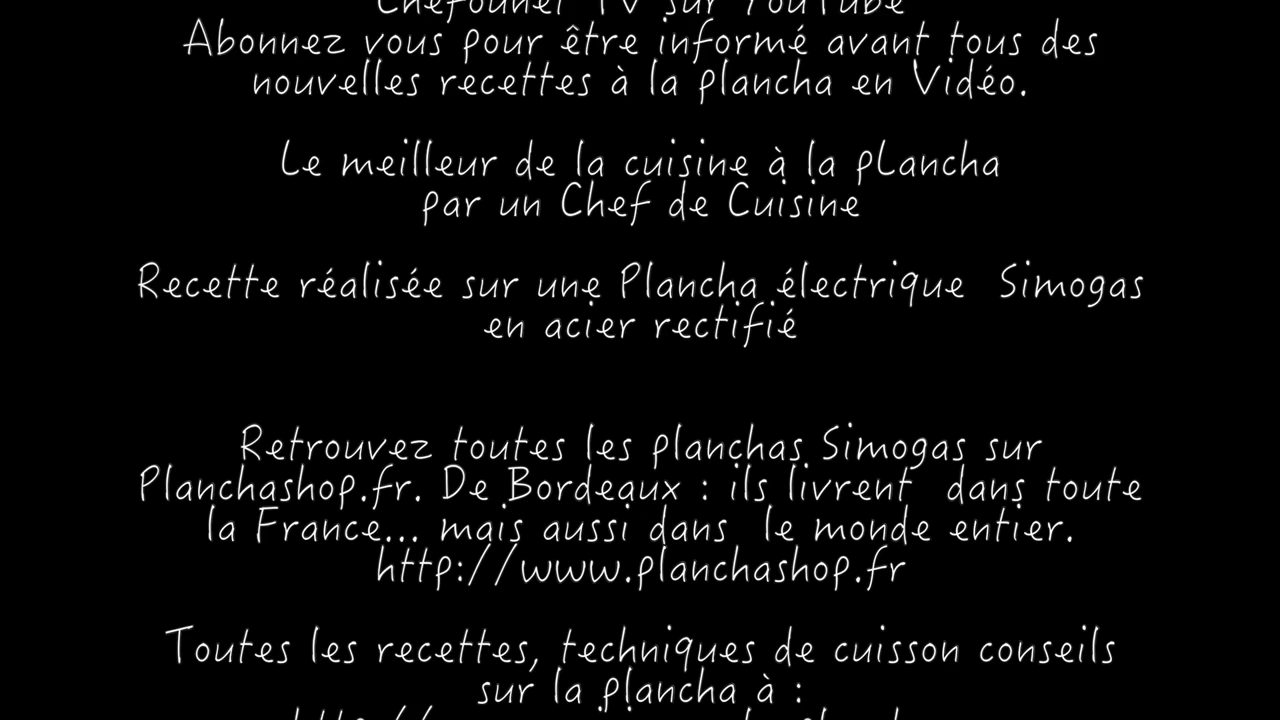 TV sur YouTube
Abonnez vous pour être informé avant tous des
nouvelles recettes à la plancha en Vidéo.
Le meilleur de la cuisine à la pLancha
par un Chef de Cuisine
Recette réalisée sur une Plancha électrique Simogas
en acier rectifié
Retrouvez toutes les planchas Simogas sur
Planchashop.fr. De Bordeaux : ils livrent dans toute
la France... mais aussi dans le monde entier.
http://www.planchashop.fr
Toutes les recettes, techniques de cuisson conseils
sur la plancha à :